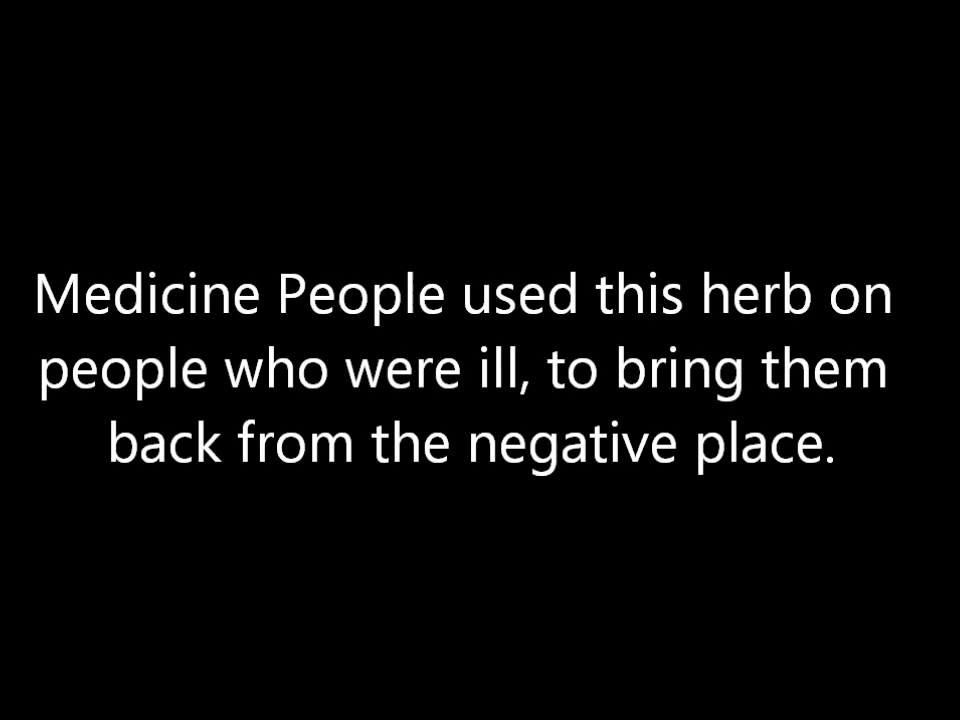 Medicine People used this herb on
people who were ill, to bring them
back from the negative place.